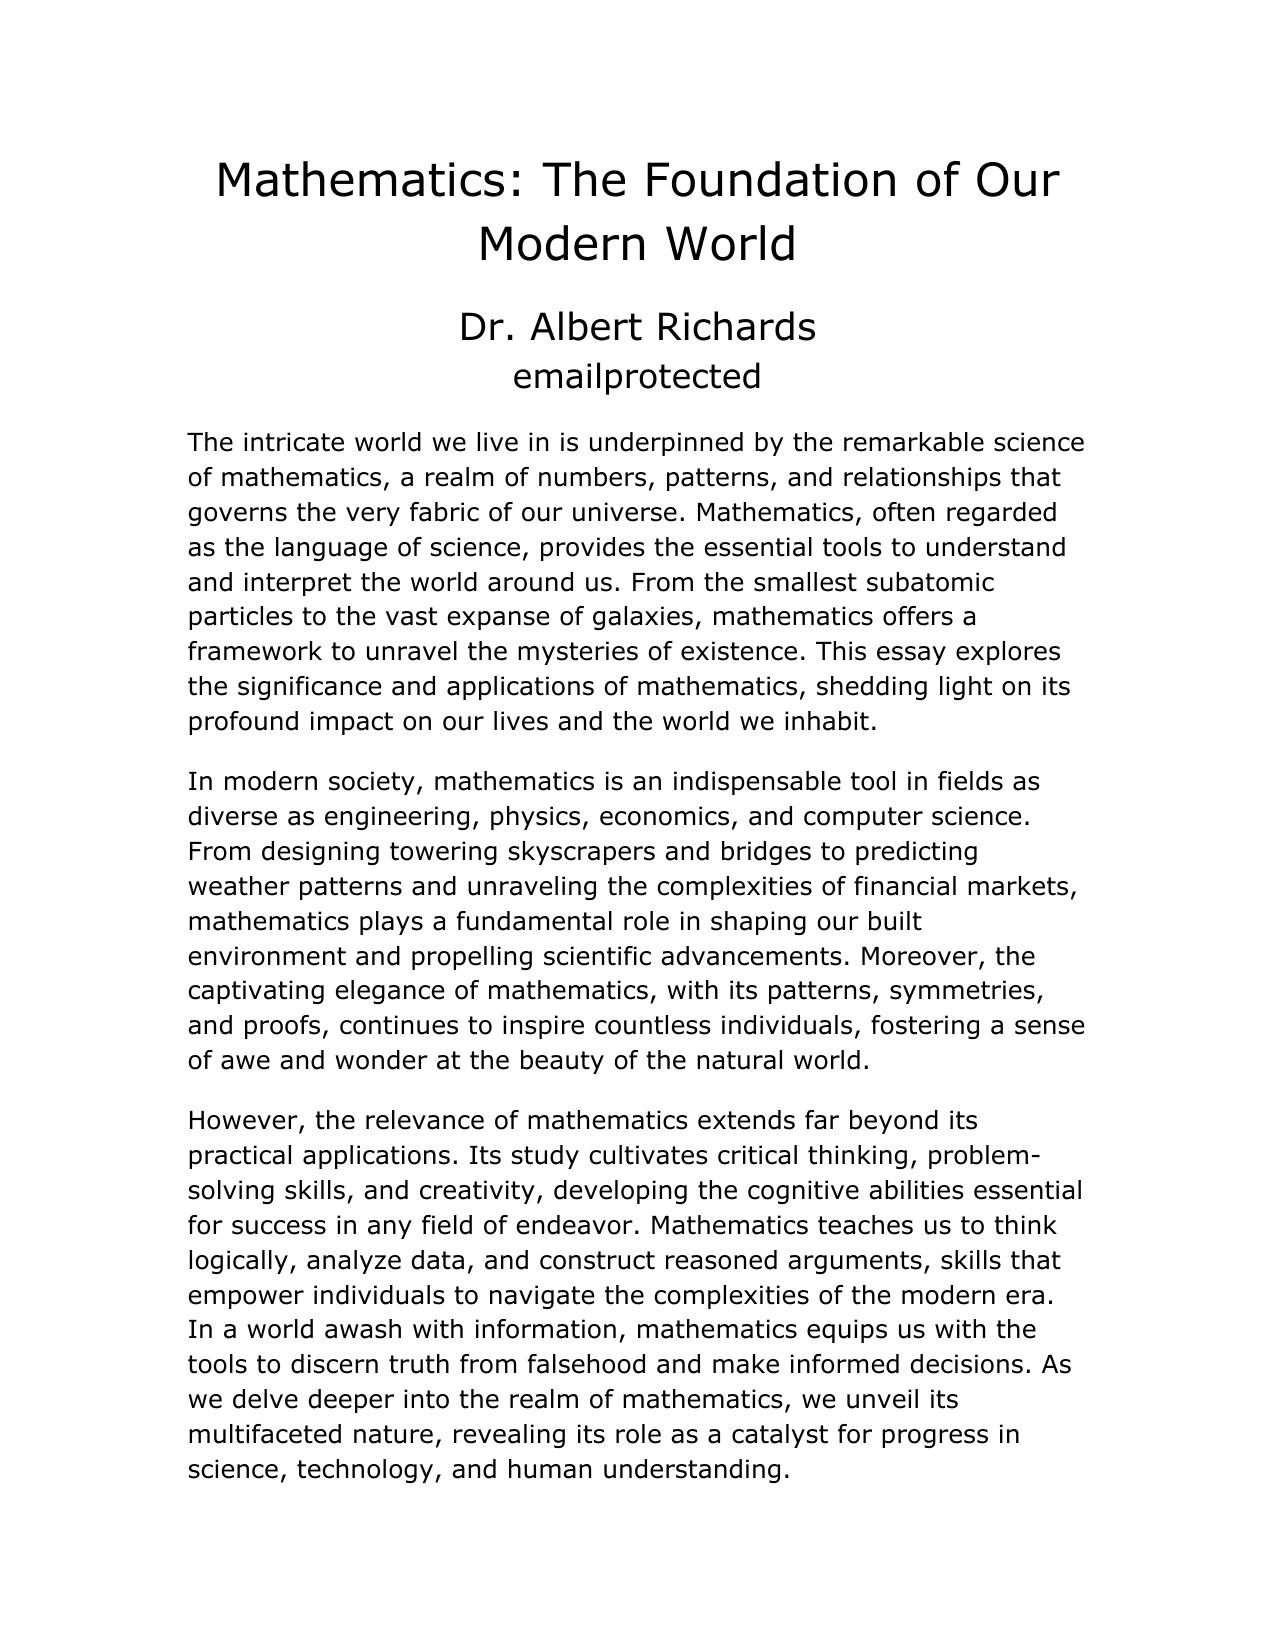 Mathematics: The Foundation of Our
Modern World
Dr. Albert Richards
emailprotected
The intricate world we live in is underpinned by the remarkable science
of mathematics, a realm of numbers, patterns, and relationships that
governs the very fabric of our universe. Mathematics, often regarded
as the language of science, provides the essential tools to understand
and interpret the world around us. From the smallest subatomic
particles to the vast expanse of galaxies, mathematics offers a
framework to unravel the mysteries of existence. This essay explores
the significance and applications of mathematics, shedding light on its
profound impact on our lives and the world we inhabit.
In modern society, mathematics is an indispensable tool in fields as
diverse as engineering, physics, economics, and computer science.
From designing towering skyscrapers and bridges to predicting
weather patterns and unraveling the complexities of financial markets,
mathematics plays a fundamental role in shaping our built
environment and propelling scientific advancements. Moreover, the
captivating elegance of mathematics, with its patterns, symmetries,
and proofs, continues to inspire countless individuals, fostering a sense
of awe and wonder at the beauty of the natural world.
However, the relevance of mathematics extends far beyond its
practical applications. Its study cultivates critical thinking, problem-
solving skills, and creativity, developing the cognitive abilities essential
for success in any field of endeavor. Mathematics teaches us to think
logically, analyze data, and construct reasoned arguments, skills that
empower individuals to navigate the complexities of the modern era.
In a world awash with information, mathematics equips us with the
tools to discern truth from falsehood and make informed decisions. As
we delve deeper into the realm of mathematics, we unveil its
multifaceted nature, revealing its role as a catalyst for progress in
science, technology, and human understanding.